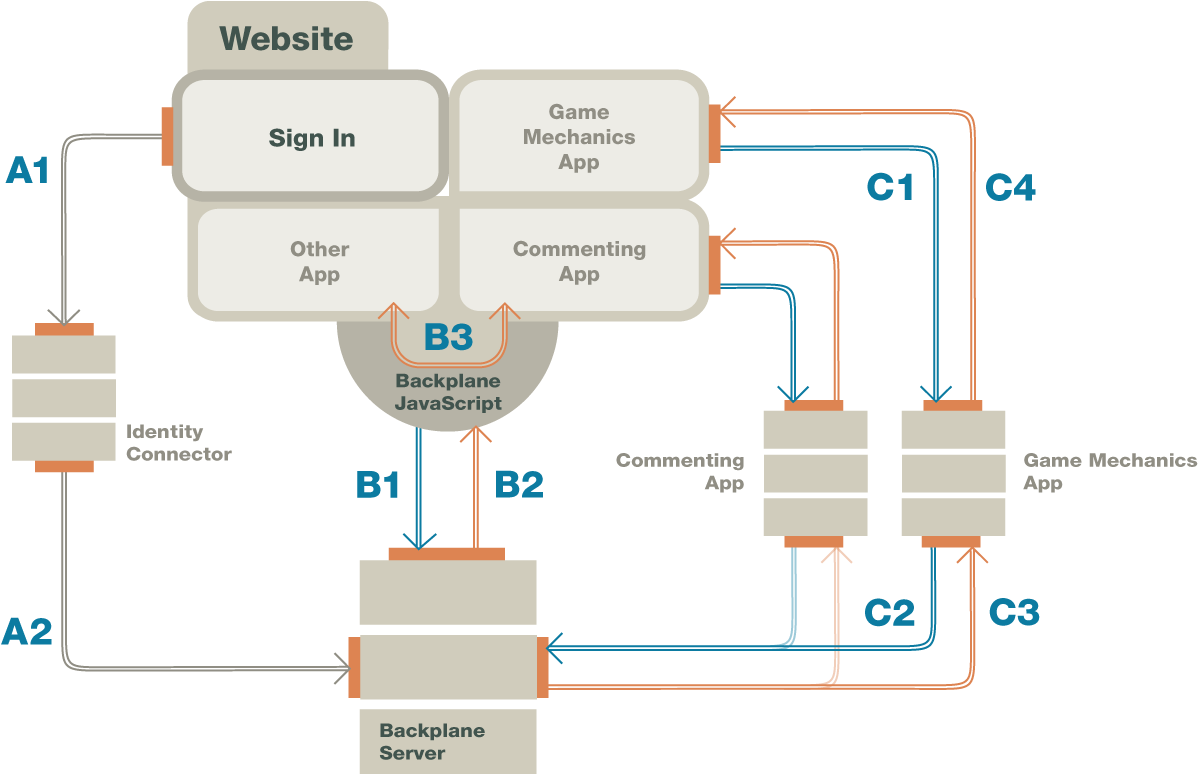 Website
Sign In
Game
Mechanics
App
Other
App
Commenting
App
A1
C1
C4
B3
Backplane
JavaScript
Identity
Connector
B1
B2
Commenting
App
Game Mechanics
App
A2
C2
C3
Backplane
Server